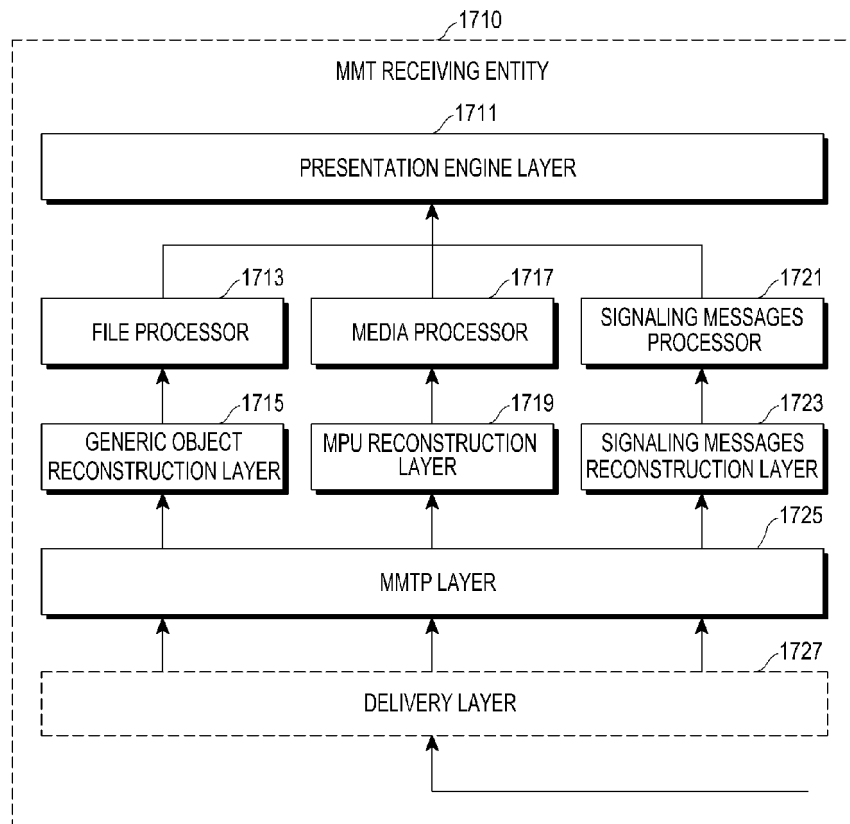 1710
MMT RECEIVING ENTITY
1711
PRESENTATION ENGINE LAYER
1713
FILE PROCESSOR
1717
MEDIA PROCESSOR
1721
SIGNALING MESSAGES
PROCESSOR
1715
GENERIC OBJECT
RECONSTRUCTION LAYER
1719
MPU RECONSTRUCTION
LAYER
1723
SIGNALING MESSAGES
RECONSTRUCTION LAYER
1725
MMTP LAYER
1727
DELIVERY LAYER